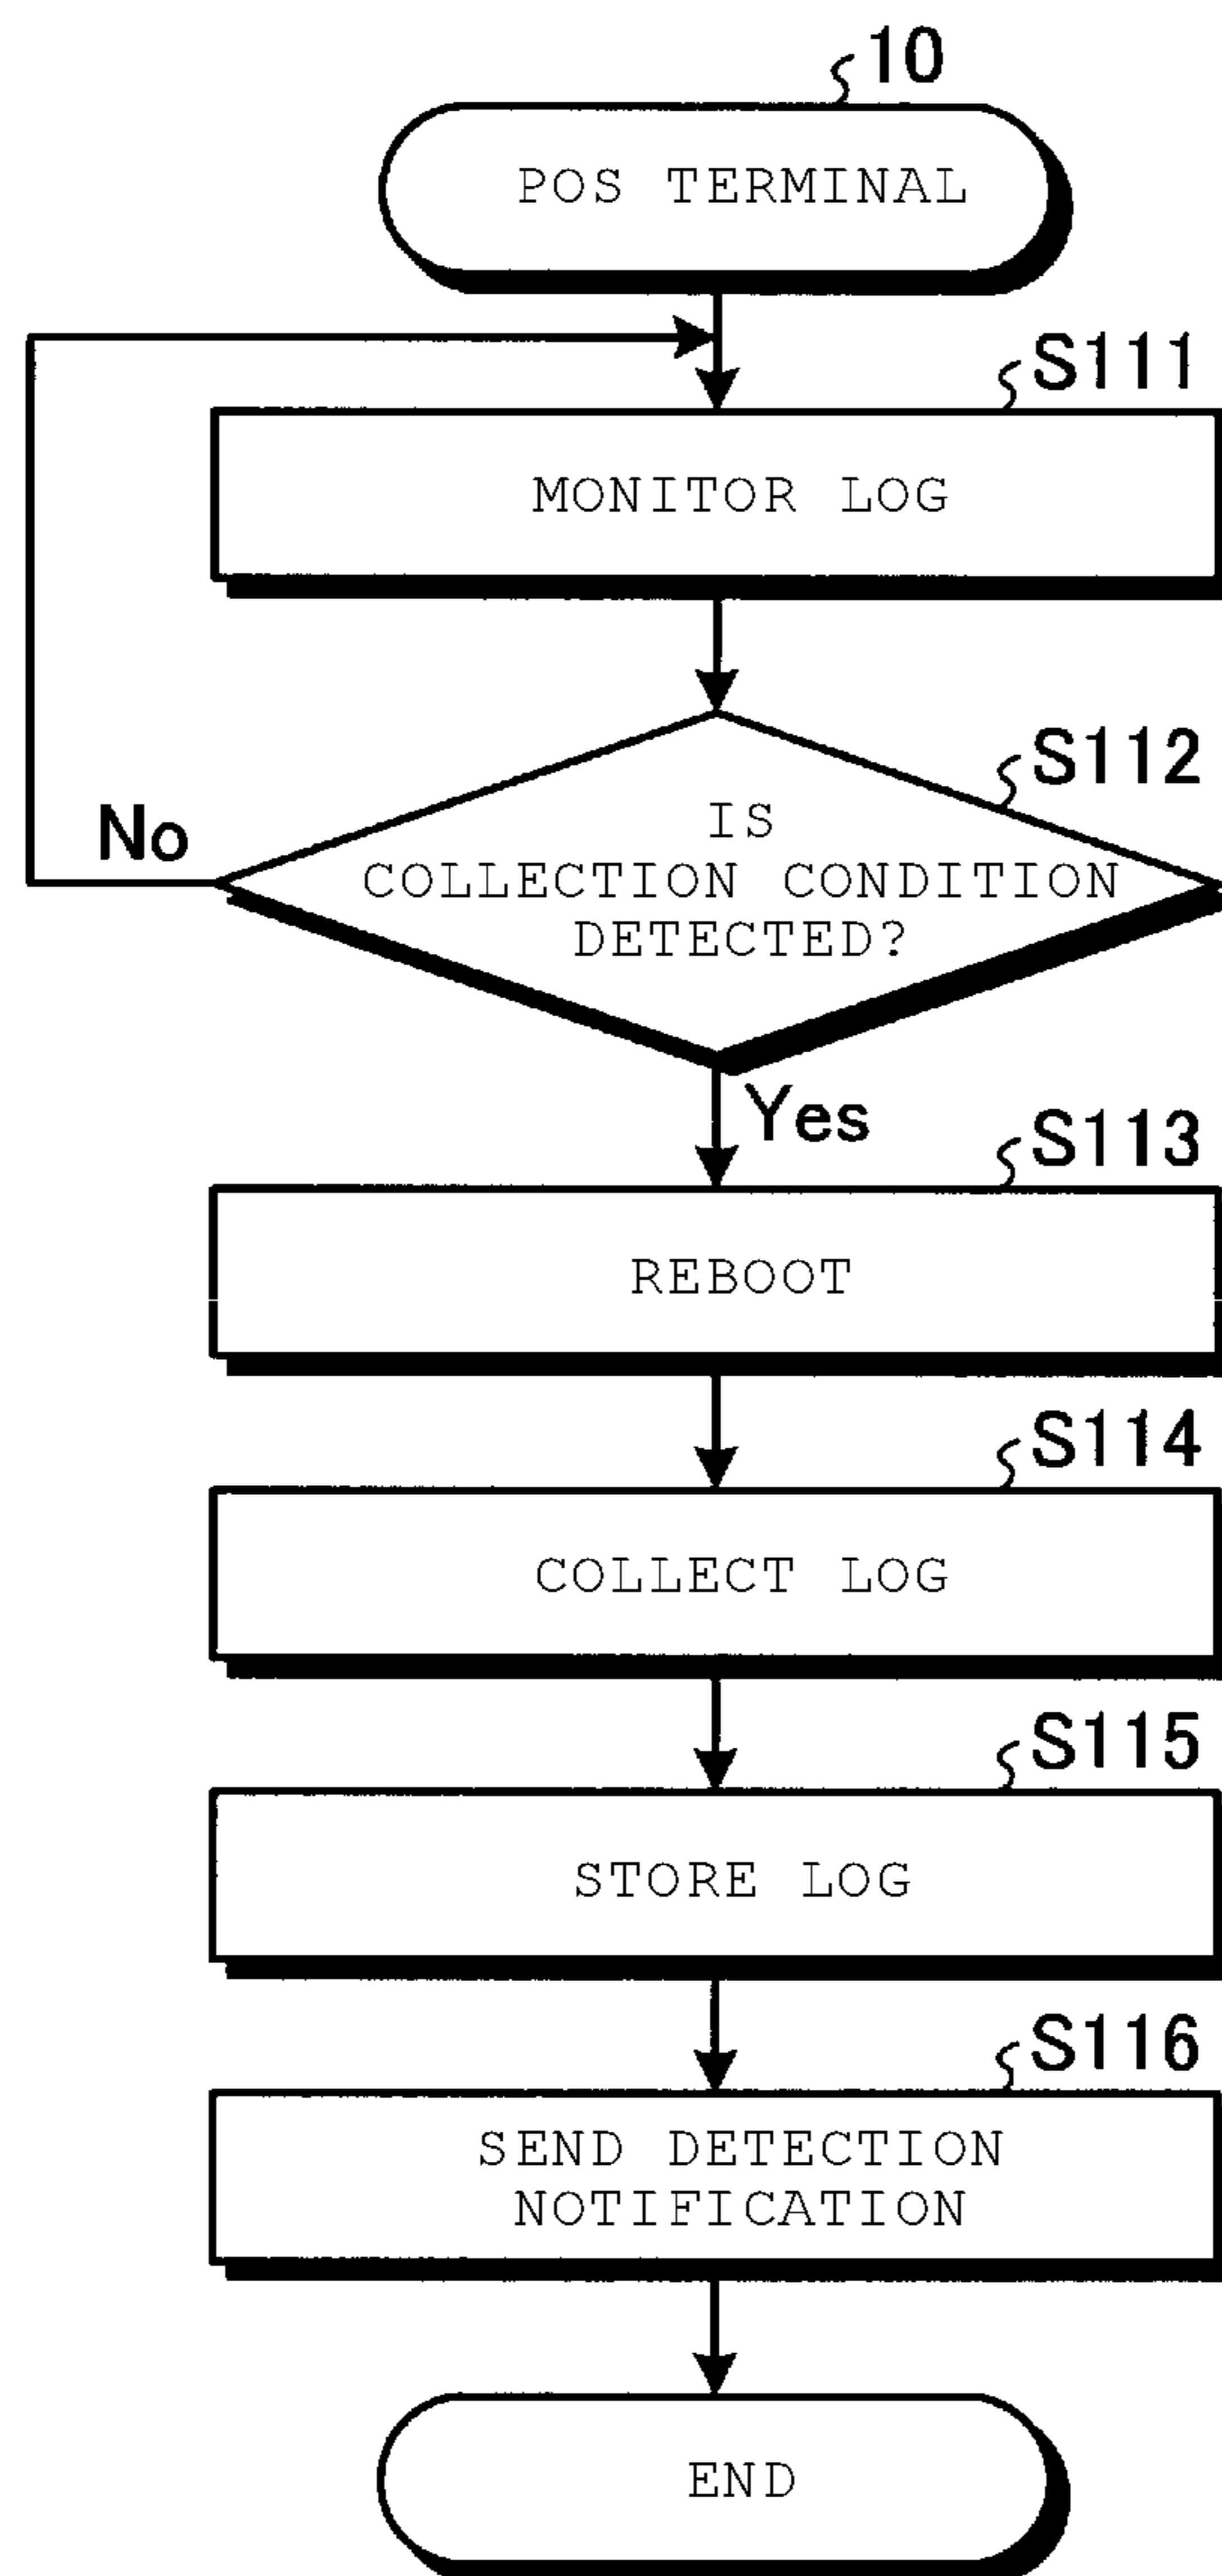 10
POS TERMINAL
S111
MONITOR LOG
S112
IS
COLLECTION CONDITION
DETECTED?
No
Yes
S113
REBOOT
S114
COLLECT LOG
S115
STORE LOG
S116
SEND DETECTION
NOTIFICATION
END